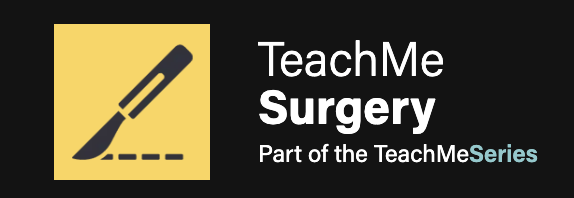 TeachMe
Surgery
Part of the TeachMeSeries